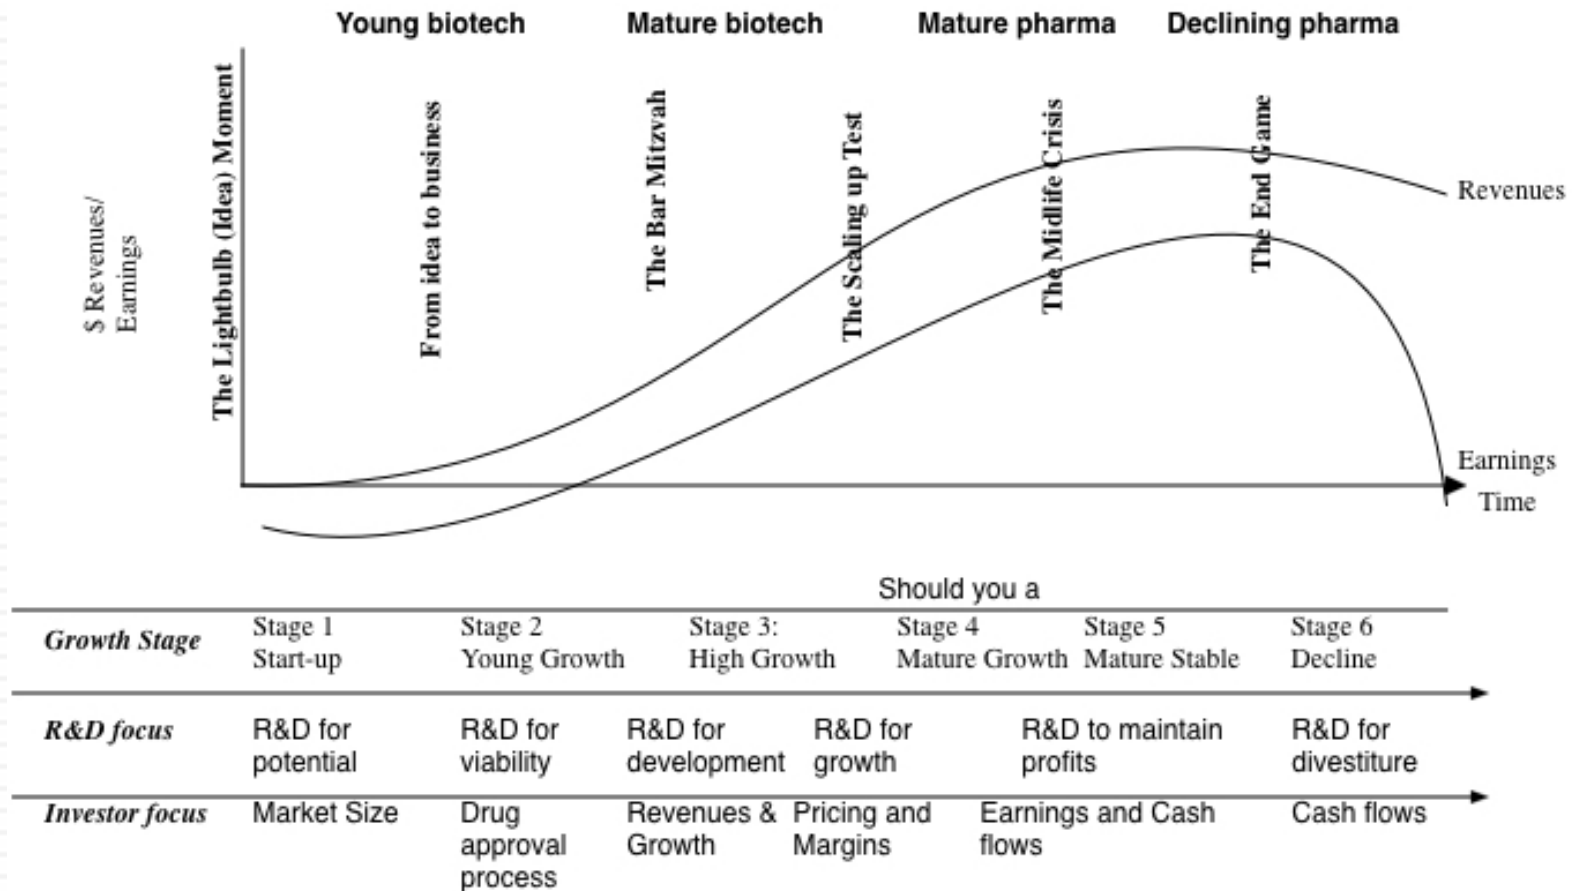 Young biotech
Mature biotech
Mature pharma
Declining pharma
$ Revenues/
Earnings
The Lightbulb (Idea) Moment
From idea to business
The Bar Mitzvah
The Scaling up Test
The Midlife Crisis
The End Game
Revenues
Earnings
Time
Should you a
Growth Stage
Stage 1
Start-up
Stage 2
Young Growth
Stage 3:
High Growth
Stage 4
Mature Growth
Stage 5
Mature Stable
Stage 6
Decline
R&D focus
R&D for
potential
R&D for
viability
R&D for
development
R&D for
growth
R&D to maintain
profits
R&D for
divestiture
Investor focus
Market Size
Drug
approval
process
Revenues &
Growth
Pricing and
Margins
Earnings and Cash
flows
Cash flows